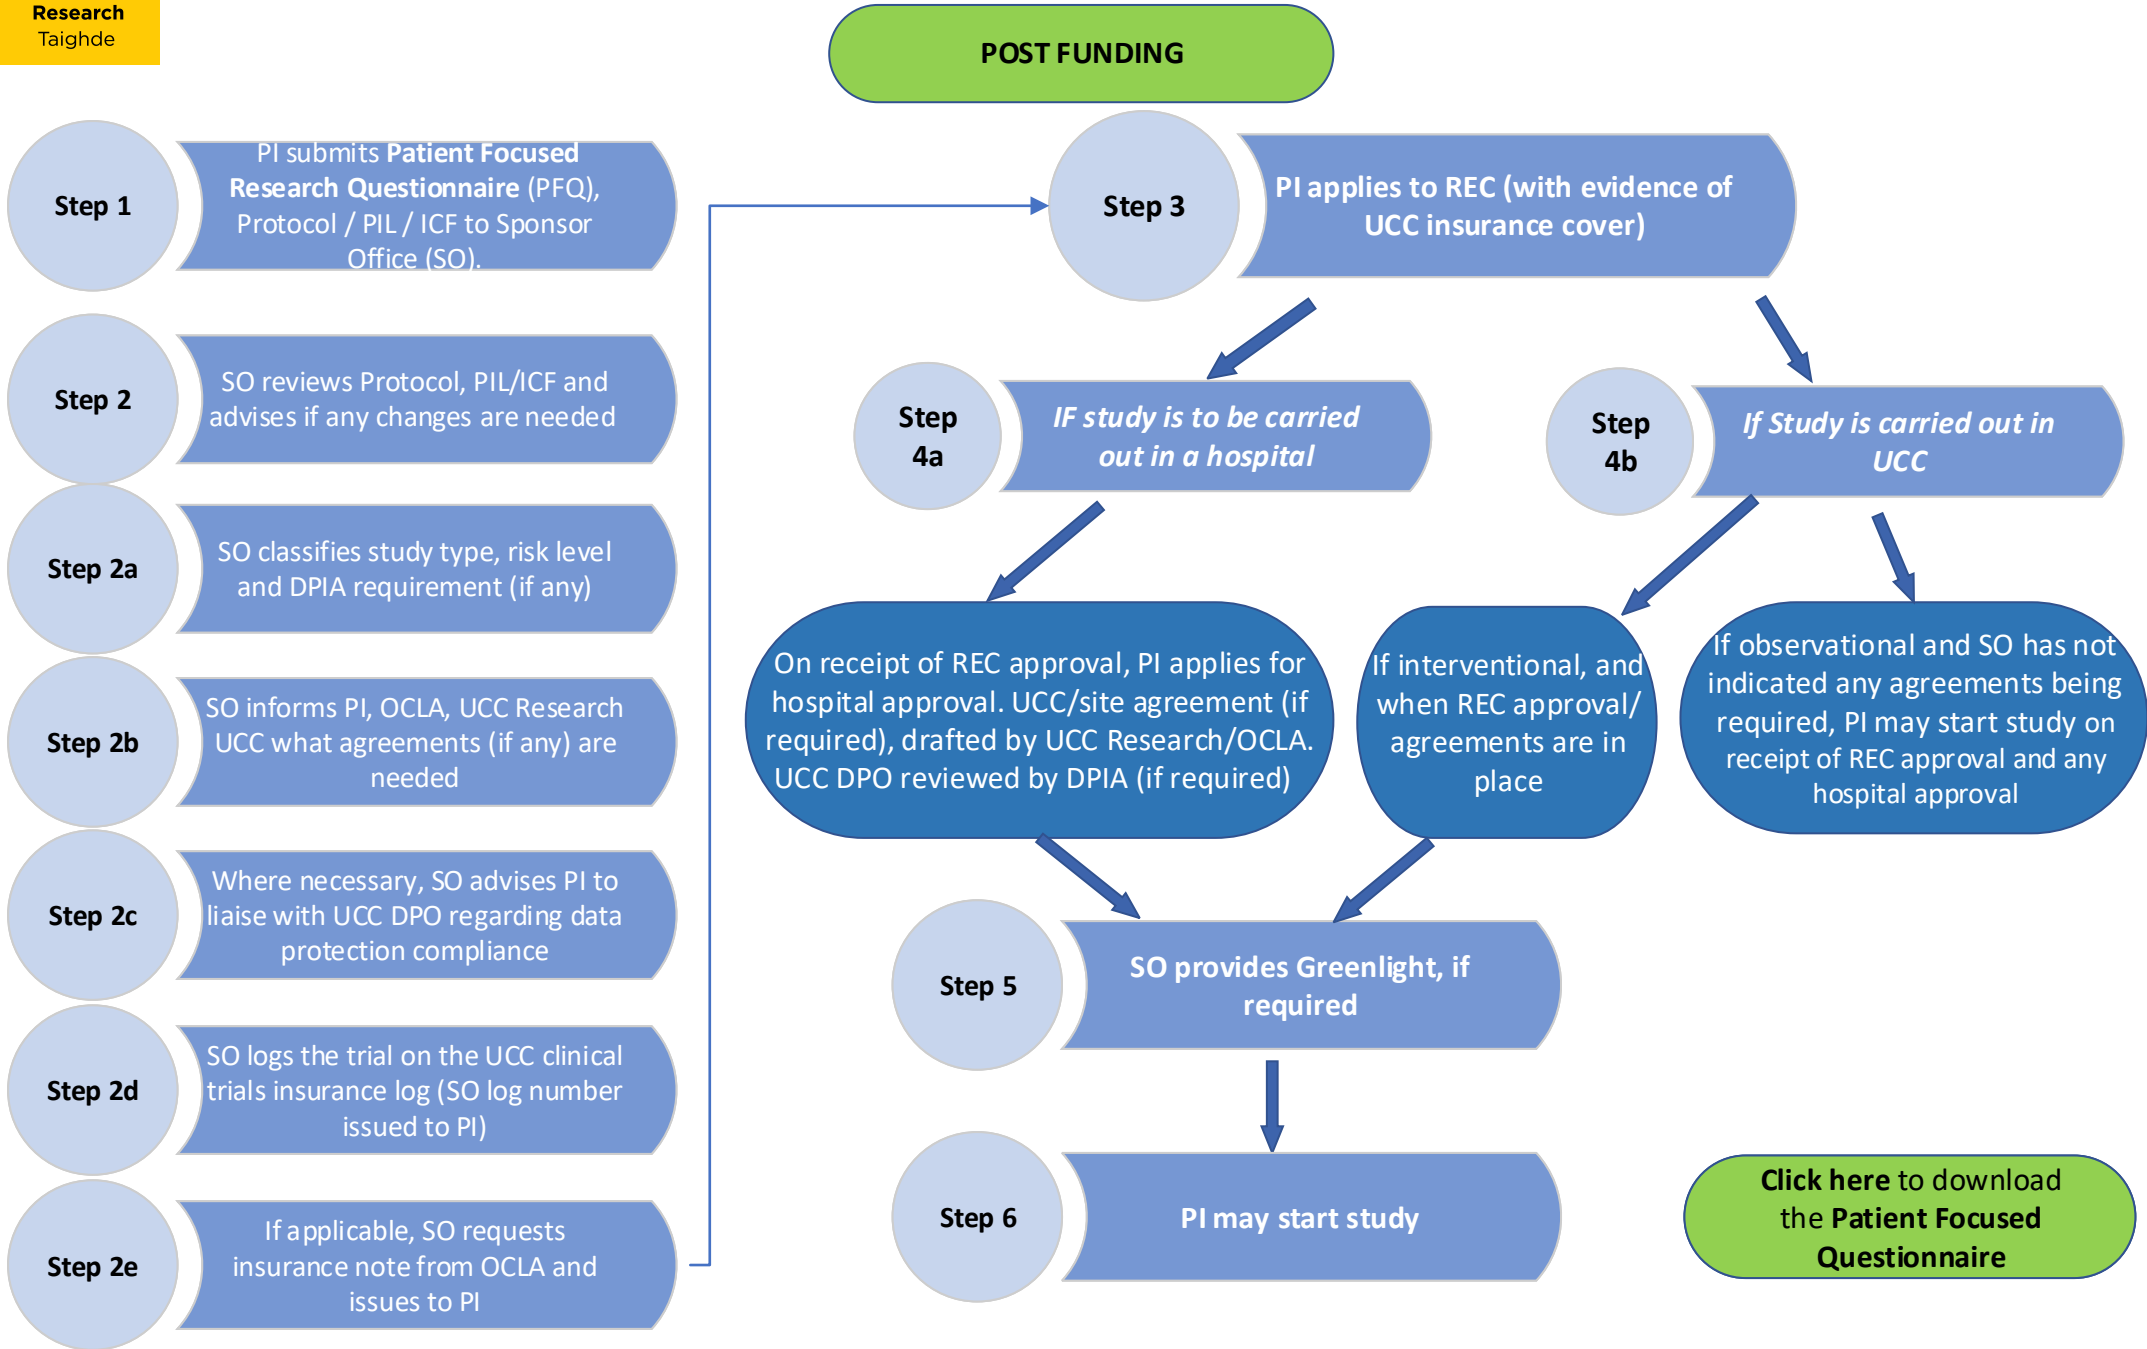 Research
Taighde
POST FUNDING
Step 1
PI submits Patient Focused
Research Questionnaire (PFQ),
Protocol / PIL / ICF to Sponsor
Office (SO).
Step 2
SO reviews Protocol, PIL/ICF and
advises if any changes are needed
Step 2a
SO classifies study type, risk level
and DPIA requirement (if any)
Step 2b
SO informs PI, OCLA, UCC Research
UCC what agreements (if any) are
needed
Step 2c
Where necessary, SO advises PI to
liaise with UCC DPO regarding data
protection compliance
Step 2d
SO logs the trial on the UCC clinical
trials insurance log (SO log number
issued to PI)
Step 2e
If applicable, SO requests
insurance note from OCLA and
issues to PI
Step 3
PI applies to REC (with evidence of
UCC insurance cover)
Step
4a
IF study is to be carried
out in a hospital
Step
4b
If Study is carried out in
UCC
On receipt of REC approval, PI applies for
hospital approval. UCC/site agreement (if
required), drafted by UCC Research/OCLA.
UCC DPO reviewed by DPIA (if required)
If interventional, and
when REC approval/
agreements are in
place
If observational and SO has not
indicated any agreements being
required, PI may start study on
receipt of REC approval and any
hospital approval
Step 5
SO provides Greenlight, if
required
Step 6
PI may start study
Click here to download
the Patient Focused
Questionnaire